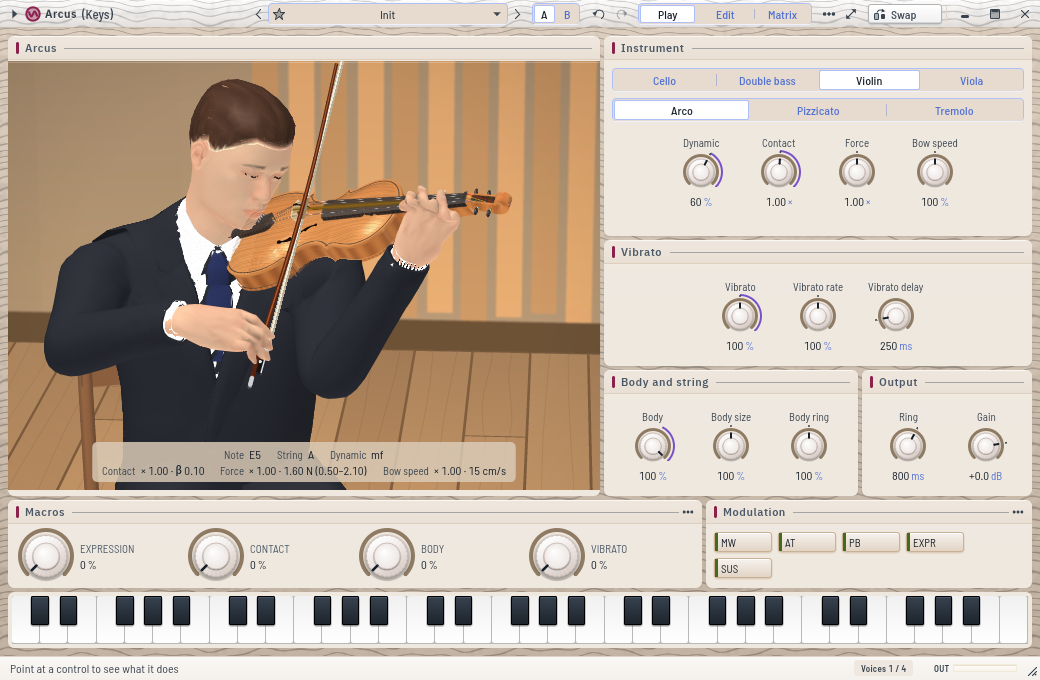 Arcus (Keys)
Init
A B
Play Edit Matrix
Swap
Arcus
Note E5 String A Dynamic mf
Contact × 1.00 · β 0.10 Force × 1.00 · 1.60 N (0.50–2.10) Bow speed × 1.00 · 15 cm/s
Instrument
Cello Double bass Violin Viola
Arco Pizzicato Tremolo
Dynamic Contact Force Bow speed
60 % 1.00 × 1.00 × 100 %
Vibrato
Vibrato Vibrato rate Vibrato delay
100 % 100 % 250 ms
Body and string
Body Body size Body ring
100 % 100 % 100 %
Output
Ring Gain
800 ms +0.0 dB
Macros
EXPRESSION
0 %
CONTACT
0 %
BODY
0 %
VIBRATO
0 %
Modulation
MW AT PB EXPR
SUS
Point at a control to see what it does
Voices 1 / 4
OUT